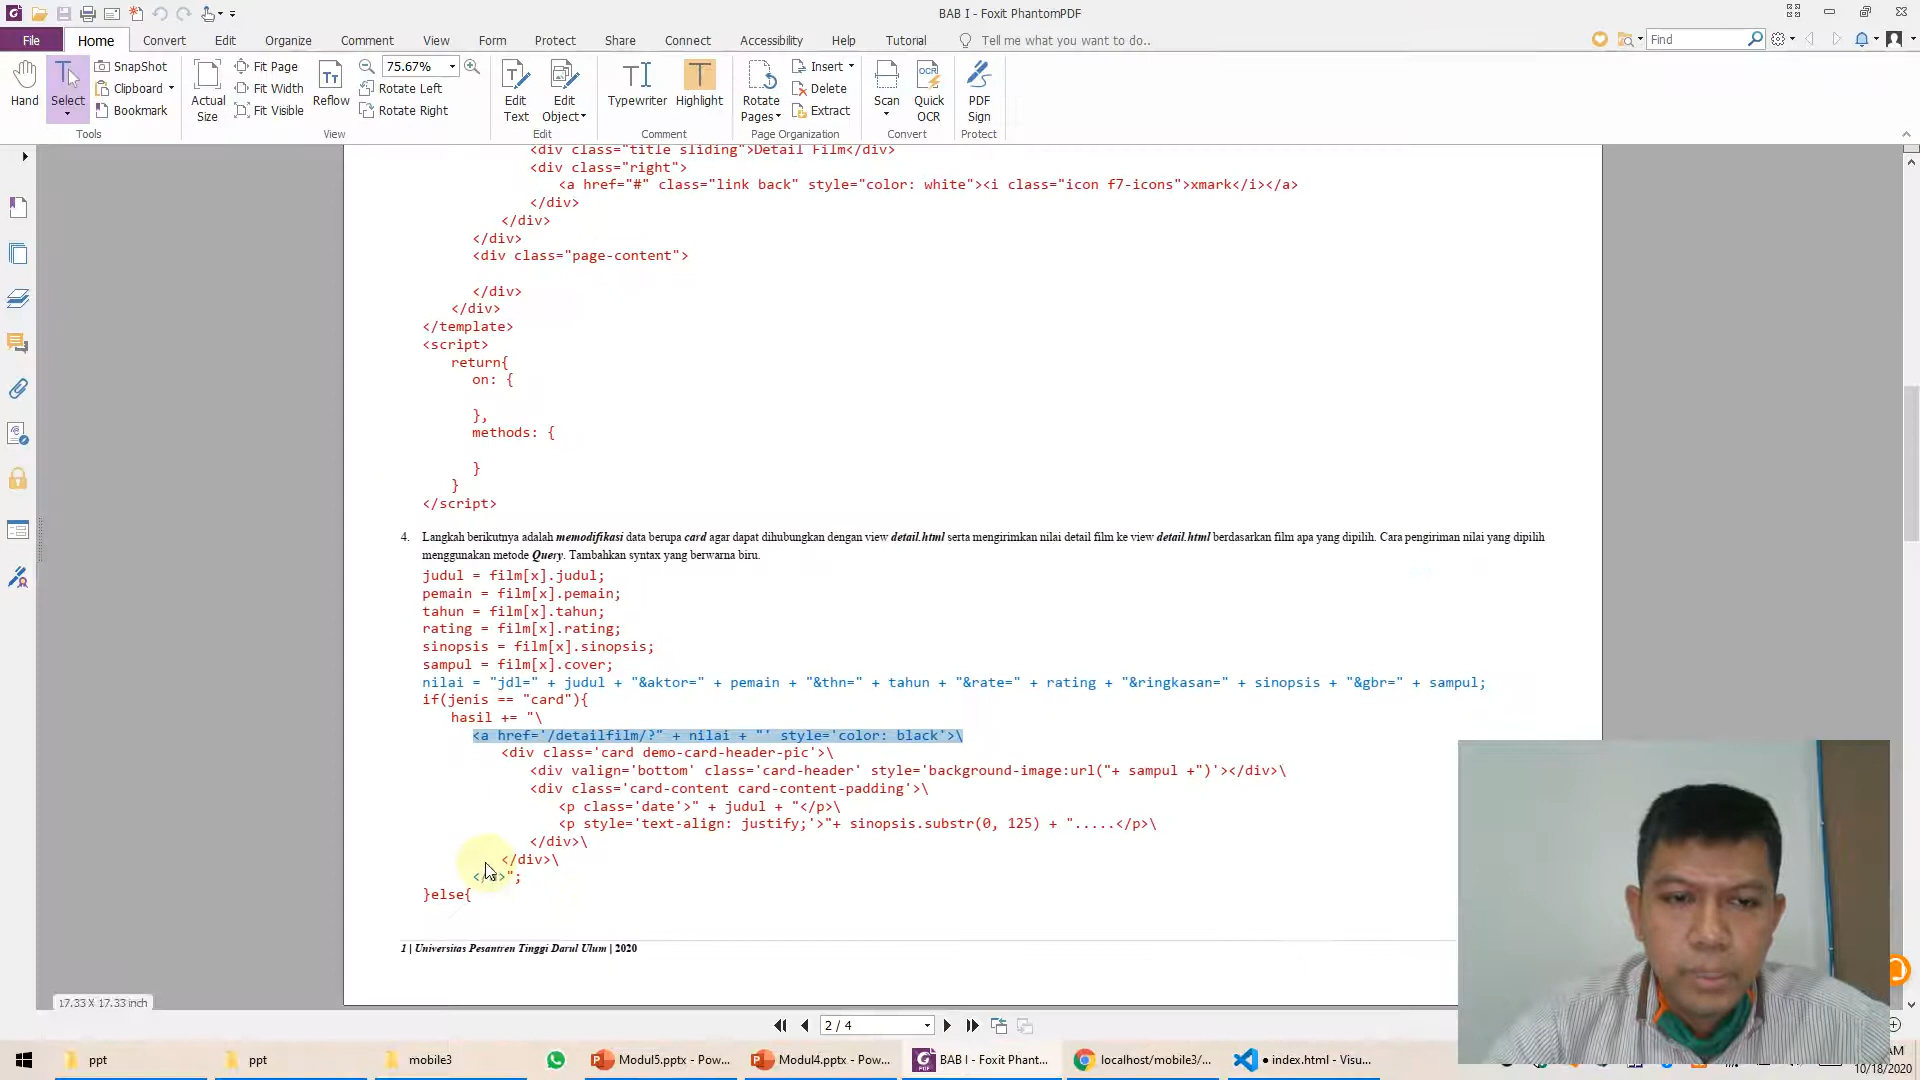 BAB I - Foxit PhantomPDF
File Home Convert Edit Organize Comment View Form Protect Share Connect Accessibility Help Tutorial Tell me what you want to do.. Find
Hand
Select
SnapShot
Clipboard
Bookmark
Tools
Actual Size
Fit Page
Fit Width
Fit Visible
Reflow
75.67%
Rotate Left
Rotate Right
View
Edit Text
Edit Object
Edit
Typewriter
Highlight
Comment
Rotate Pages
Insert
Delete
Extract
Page Organization
Scan
Quick OCR
Convert
PDF Sign
Protect
<div class="title sliding">Detail Film</div>
<div class="right">
<a href="#" class="link back" style="color: white"><i class="icon f7-icons">xmark</i></a>
</div>
</div>
</div>
<div class="page-content">
</div>
</div>
</template>
<script>
return{
on: {
},
methods: {
}
}
</script>
4. Langkah berikutnya adalah memodifikasi data berupa card agar dapat dihubungkan dengan view detail.html serta mengirimkan nilai detail film ke view detail.html berdasarkan film apa yang dipilih. Cara pengiriman nilai yang dipilih
menggunakan metode Query. Tambahkan syntax yang berwarna biru.
judul = film[x].judul;
pemain = film[x].pemain;
tahun = film[x].tahun;
rating = film[x].rating;
sinopsis = film[x].sinopsis;
sampul = film[x].cover;
nilai = "jdl=" + judul + "&aktor=" + pemain + "&thn=" + tahun + "&rate=" + rating + "&ringkasan=" + sinopsis + "&gbr=" + sampul;
if(jenis == "card"){
hasil += "\
<a href='/detailfilm/?" + nilai + "' style='color: black'>\
<div class='card demo-card-header-pic'>\
<div valign='bottom' class='card-header' style='background-image:url("+ sampul +")'></div>\
<div class='card-content card-content-padding'>\
<p class='date'>" + judul + "</p>\
<p style='text-align: justify;'>"+ sinopsis.substr(0, 125) + ".....</p>\
</div>\
</div>\
}else{
1 | Universitas Pesantren Tinggi Darul Ulum | 2020
17.33 X 17.33 inch
2 / 4
ppt
ppt
mobile3
Modul5.pptx - Pow...
Modul4.pptx - Pow...
BAB I - Foxit Phant...
localhost/mobile3/...
● index.html - Visu...
10/18/2020